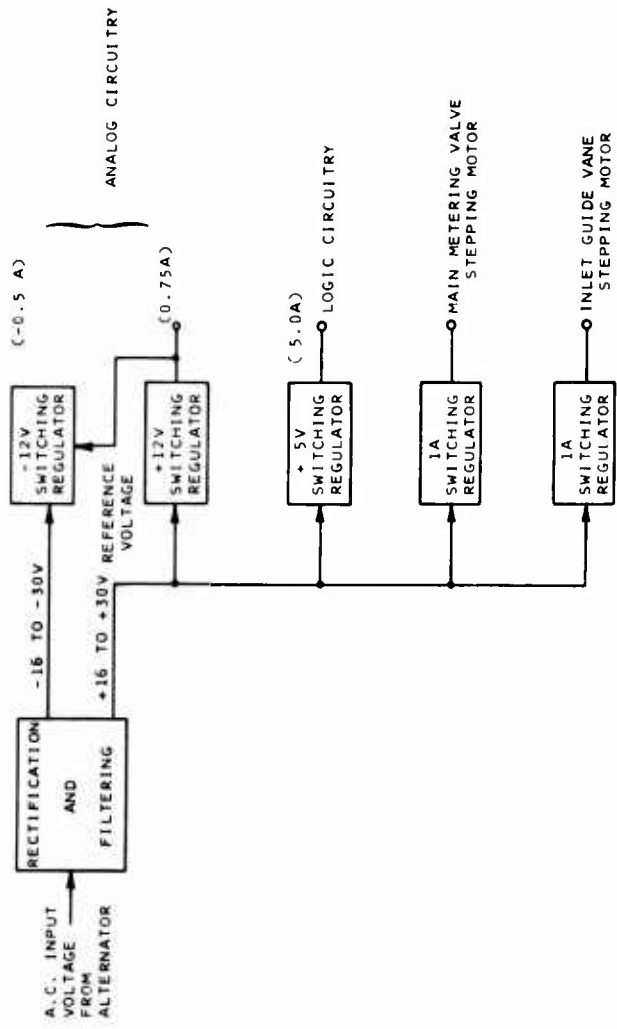 A.C. INPUT
VOLTAGE
FROM
ALTERNATOR
RECTIFICATION
AND
FILTERING
-16 TO -30V
+16 TO +30V
REFERENCE
VOLTAGE
-12V
SWITCHING
REGULATOR
(-0.5 A)
+12V
SWITCHING
REGULATOR
(0.75A)
ANALOG CIRCUITRY
+ 5V
SWITCHING
REGULATOR
( 5.0A)
LOGIC CIRCUITRY
1A
SWITCHING
REGULATOR
MAIN METERING VALVE
STEPPING MOTOR
1A
SWITCHING
REGULATOR
INLET GUIDE VANE
STEPPING MOTOR